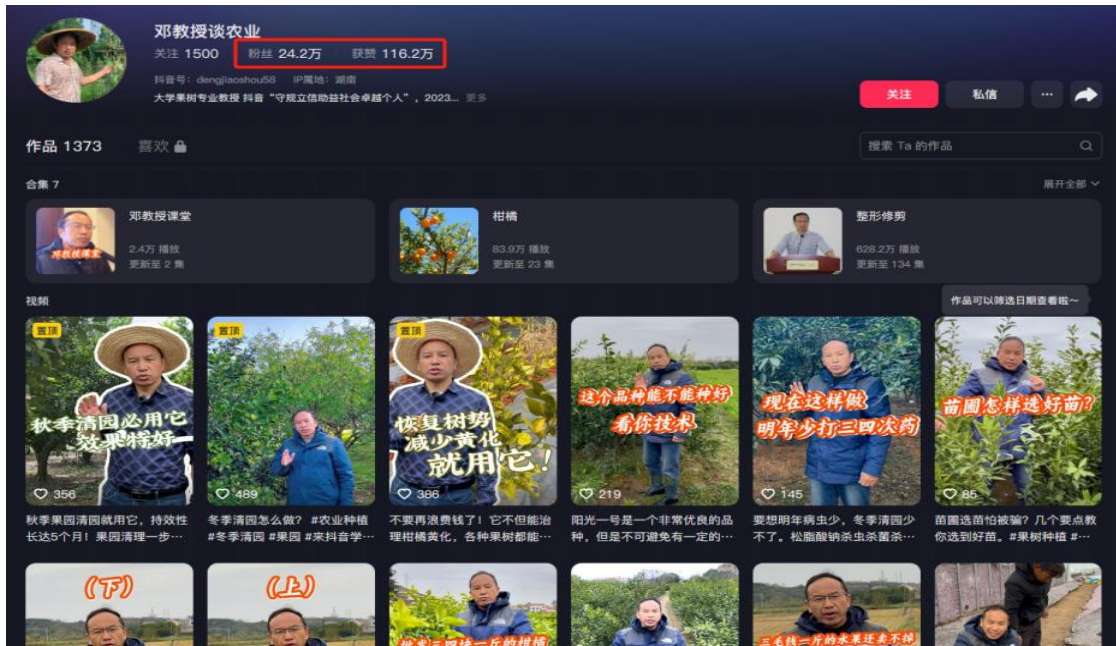 邓教授谈农业
关注 1500 粉丝 24.2万 获赞 116.2万
抖音号：dengjiaoshou58 IP属地：湖南
大学果树专业教授 抖音“守规立信助益社会卓越个人”，2023... 更多
关注 私信 ...
作品 1373 喜欢
搜索 Ta 的作品
合集 7
展开全部
邓教授课堂
2.4万 播放
更新至 2 集
邓教授课堂
柑橘
83.9万 播放
更新至 23 集
整形修剪
628.2万 播放
更新至 134 集
视频
作品可以筛选日期查看啦～
置顶
秋季清园必用它
效果特好
356
秋季果园清园就用它，持效性
长达5个月！果园清理一步…
置顶
489
冬季清园怎么做？ #农业种植
#冬季清园 #果园 #来抖音学…
置顶
恢复树势
减少黄化
就用它！
386
不要再浪费钱了！它不但能治
理柑橘黄化，各种果树都能…
这个品种能不能种好
看你技术
219
阳光一号是一个非常优良的品
种，但是不可避免有一定的…
现在这样做
明年少打三四次药
145
要想明年病虫少，冬季清园少
不了。松脂酸钠杀虫杀菌杀…
苗圃怎样选好苗？
85
苗圃选苗怕被骗？几个要点教
你选到好苗。#果树种植 #…
（下）
（上）
三毛钱一斤的水果还卖不掉